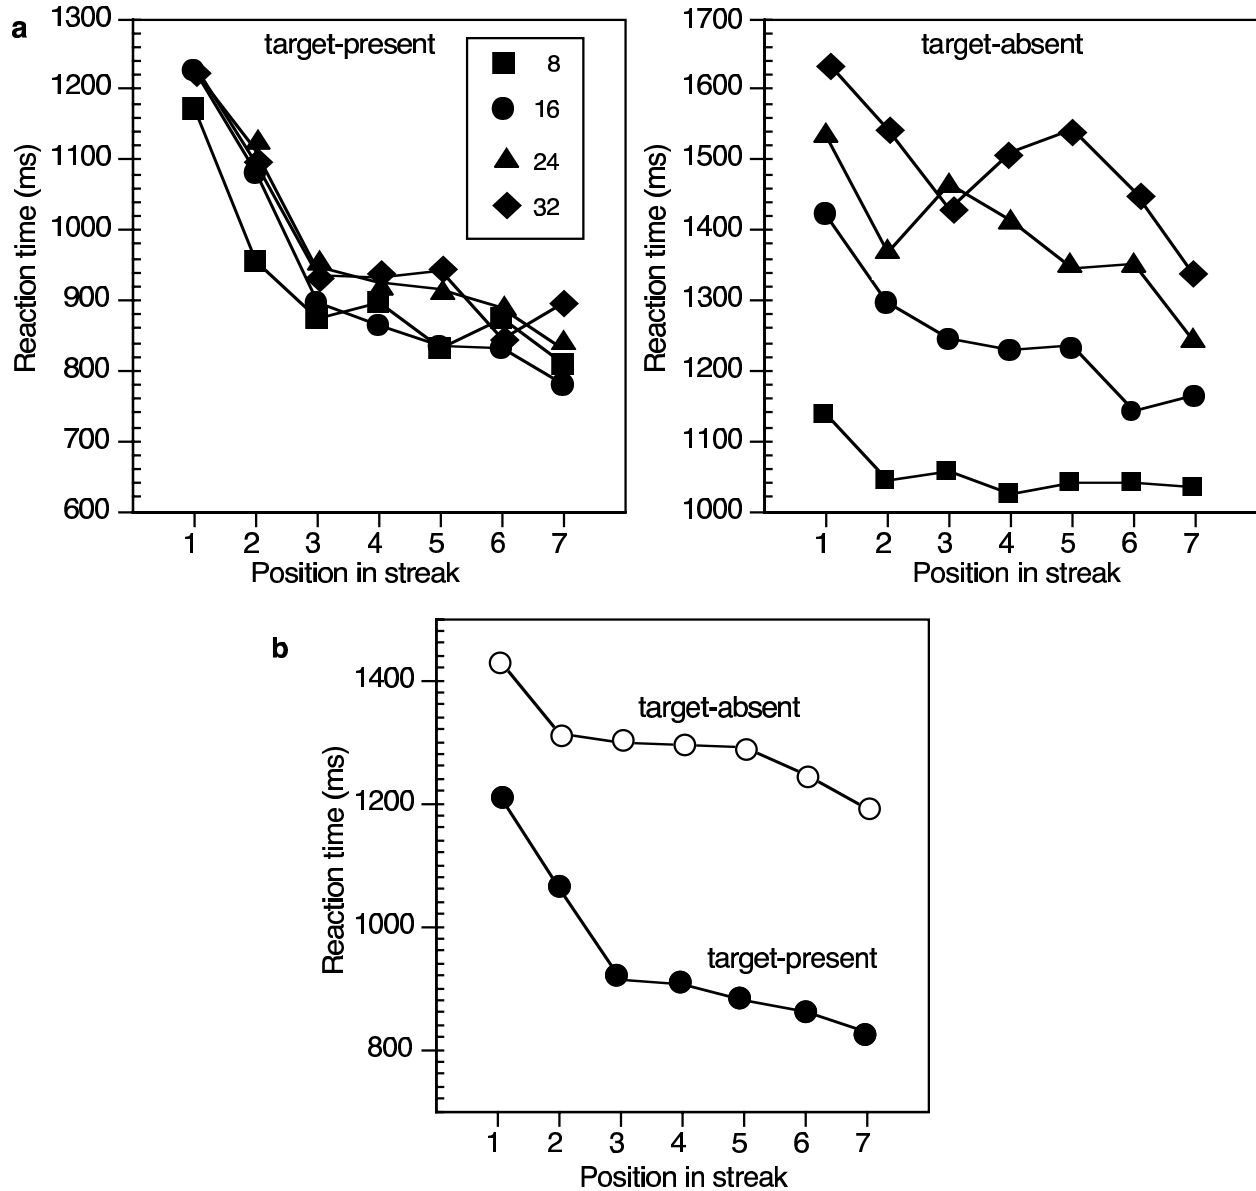 a
target-present
8
16
24
32
1300
1200
1100
1000
900
800
700
600
Reaction time (ms)
1 2 3 4 5 6 7
Position in streak
target-absent
1700
1600
1500
1400
1300
1200
1100
1000
Reaction time (ms)
1 2 3 4 5 6 7
Position in streak
b
target-absent
target-present
1400
1200
1000
800
Reaction time (ms)
1 2 3 4 5 6 7
Position in streak